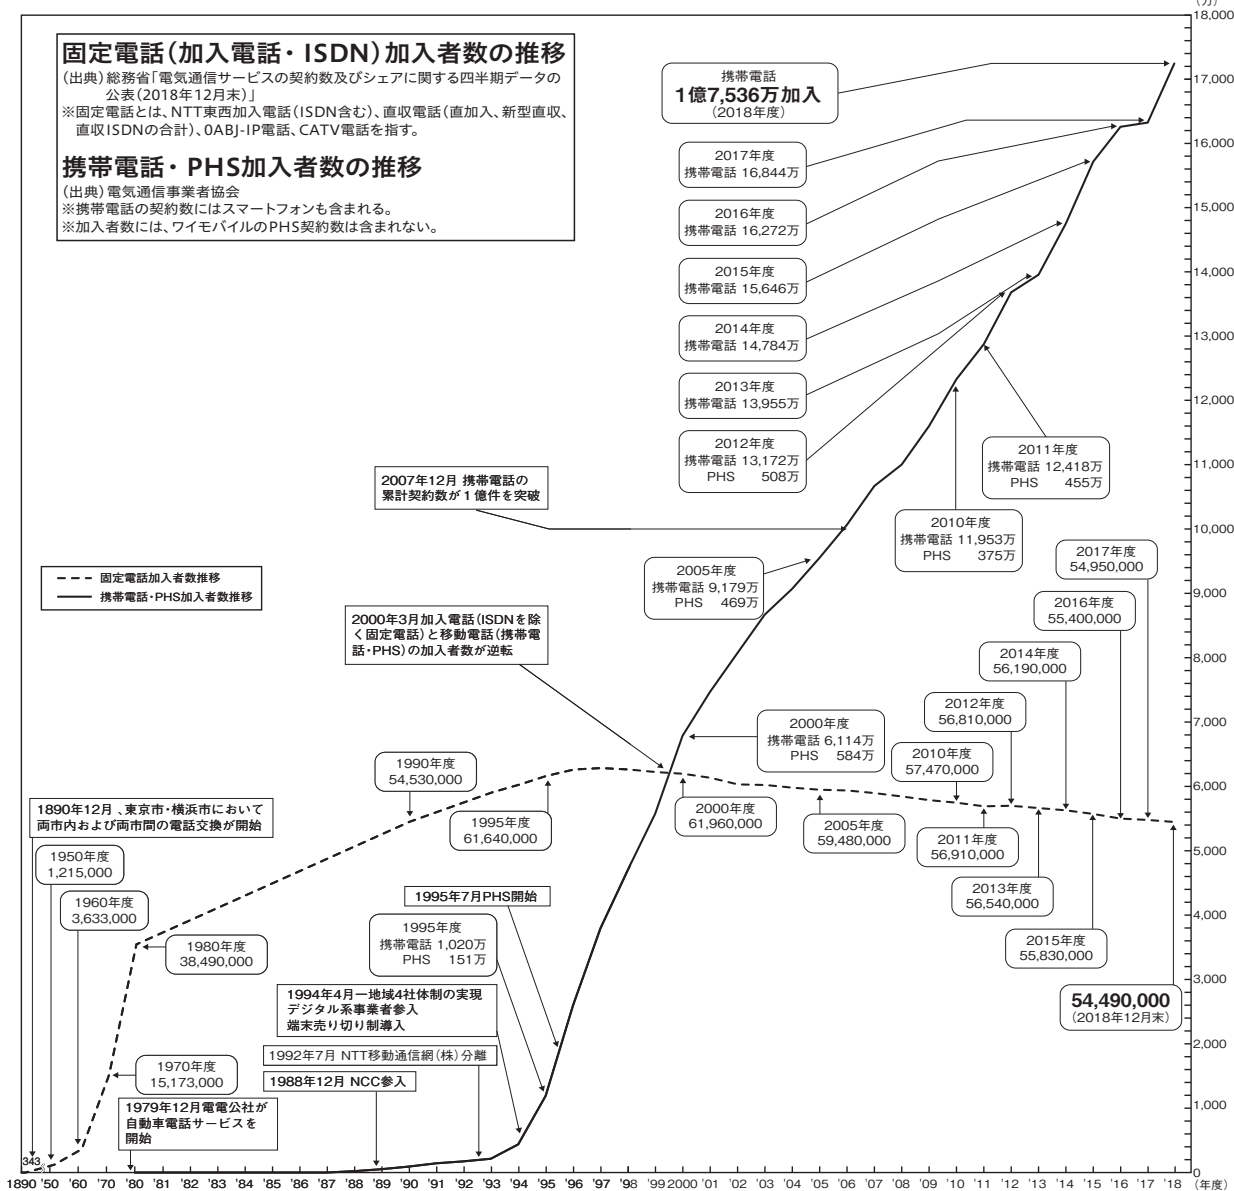 (万)
固定電話(加入電話・ISDN)加入者数の推移
(出典)総務省「電気通信サービスの契約数及びシェアに関する四半期データの
公表(2018年12月末)」
※固定電話とは、NTT東西加入電話(ISDN含む)、直収電話(直加入、新型直収、
直収ISDNの合計)、0ABJ-IP電話、CATV電話を指す。
携帯電話・PHS加入者数の推移
(出典)電気通信事業者協会
※携帯電話の契約数にはスマートフォンも含まれる。
※加入者数には、ワイモバイルのPHS契約数は含まれない。
携帯電話
1億7,536万加入
(2018年度)
2017年度
携帯電話 16,844万
2016年度
携帯電話 16,272万
2015年度
携帯電話 15,646万
2014年度
携帯電話 14,784万
2013年度
携帯電話 13,955万
2012年度
携帯電話 13,172万
PHS 508万
2011年度
携帯電話 12,418万
PHS 455万
2010年度
携帯電話 11,953万
PHS 375万
2007年12月 携帯電話の
累計契約数が1億件を突破
2005年度
携帯電話 9,179万
PHS 469万
固定電話加入者数推移
携帯電話・PHS加入者数推移
2000年3月加入電話(ISDNを除
く固定電話)と移動電話(携帯電
話・PHS)の加入者数が逆転
2017年度
54,950,000
2016年度
55,400,000
2014年度
56,190,000
2012年度
56,810,000
2010年度
57,470,000
2000年度
携帯電話 6,114万
PHS 584万
1990年度
54,530,000
1995年度
61,640,000
2000年度
61,960,000
2005年度
59,480,000
2011年度
56,910,000
2013年度
56,540,000
2015年度
55,830,000
54,490,000
(2018年12月末)
1890年12月、東京市・横浜市において
両市内および両市間の電話交換が開始
1950年度
1,215,000
1960年度
3,633,000
1980年度
38,490,000
1970年度
15,173,000
1995年7月PHS開始
1995年度
携帯電話 1,020万
PHS 151万
1994年4月一地域4社体制の実現
デジタル系事業者参入
端末売り切り制導入
1992年7月 NTT移動通信網(株)分離
1988年12月 NCC参入
1979年12月電電公社が
自動車電話サービスを
開始
343
18,000
17,000
16,000
15,000
14,000
13,000
12,000
11,000
10,000
9,000
8,000
7,000
6,000
5,000
4,000
3,000
2,000
1,000
0
1890 '50 '60 '70 '80 '81 '82 '83 '84 '85 '86 '87 '88 '89 '90 '91 '92 '93 '94 '95 '96 '97 '98 '99 2000 '01 '02 '03 '04 '05 '06 '07 '08 '09 '10 '11 '12 '13 '14 '15 '16 '17 '18 (年度)